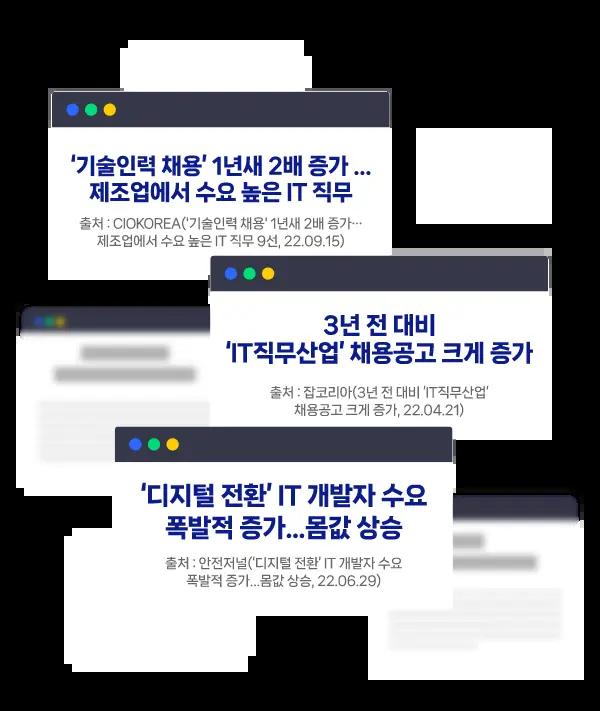 ‘기술인력 채용’ 1년새 2배 증가 ...
제조업에서 수요 높은 IT 직무
출처 : CIOKOREA('기술인력 채용' 1년새 2배 증가…
제조업에서 수요 높은 IT 직무 9선, 22.09.15)
3년 전 대비
‘IT직무산업’ 채용공고 크게 증가
출처 : 잡코리아(3년 전 대비 ‘IT직무산업’
채용공고 크게 증가, 22.04.21)
‘디지털 전환’ IT 개발자 수요
폭발적 증가...몸값 상승
출처 : 안전저널(‘디지털 전환’ IT 개발자 수요
폭발적 증가...몸값 상승, 22.06.29)